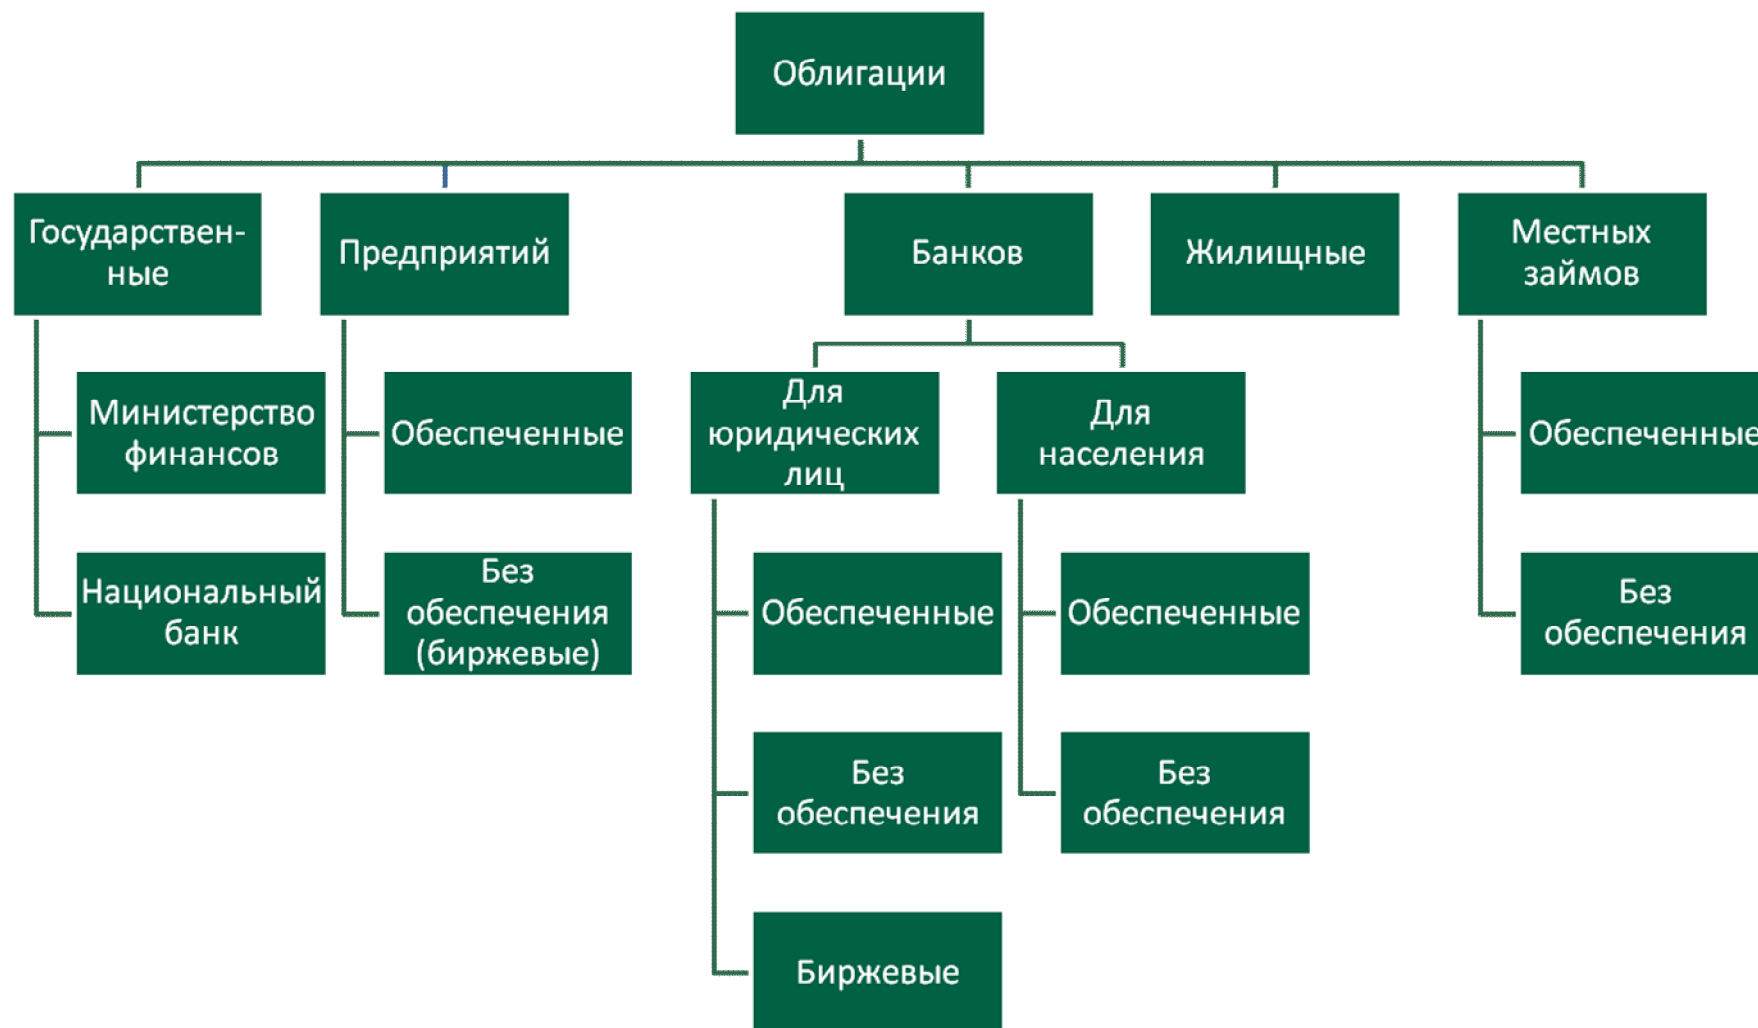 Облигации
Государствен-
ные
Предприятий
Банков
Жилищные
Местных
займов
Министерство
финансов
Обеспеченные
Для
юридических
лиц
Для
населения
Обеспеченные
Национальный
банк
Без
обеспечения
(биржевые)
Обеспеченные
Обеспеченные
Без
обеспечения
Без
обеспечения
Без
обеспечения
Биржевые